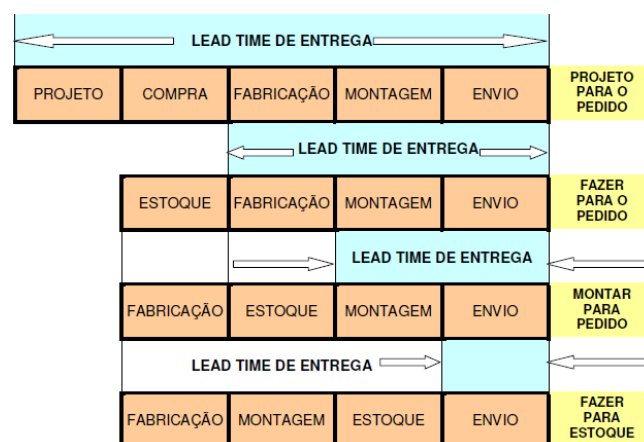 LEAD TIME DE ENTREGA
PROJETO COMPRA FABRICAÇÃO MONTAGEM ENVIO PROJETO PARA O PEDIDO
LEAD TIME DE ENTREGA
ESTOQUE FABRICAÇÃO MONTAGEM ENVIO FAZER PARA O PEDIDO
LEAD TIME DE ENTREGA
FABRICAÇÃO ESTOQUE MONTAGEM ENVIO MONTAR PARA PEDIDO
LEAD TIME DE ENTREGA
FABRICAÇÃO MONTAGEM ESTOQUE ENVIO FAZER PARA ESTOQUE